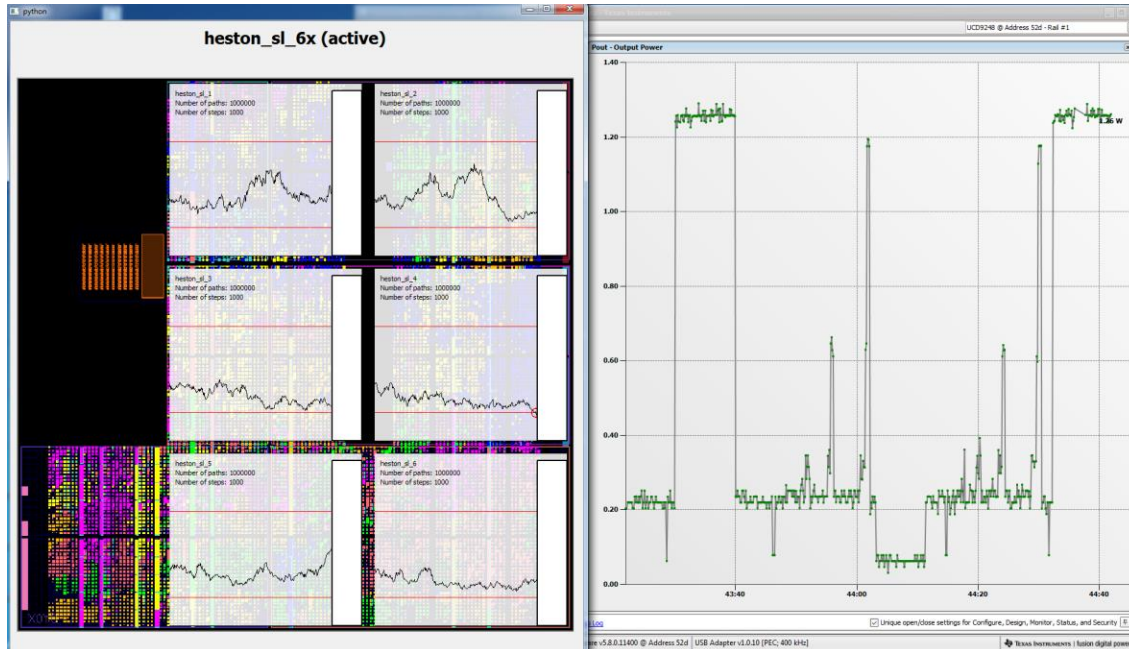 python
heston_sl_6x (active)
heston_sl_1
Number of paths: 1000000
Number of steps: 1000
heston_sl_2
Number of paths: 1000000
Number of steps: 1000
heston_sl_3
Number of paths: 1000000
Number of steps: 1000
heston_sl_4
Number of paths: 1000000
Number of steps: 1000
heston_sl_5
Number of paths: 1000000
Number of steps: 1000
heston_sl_6
Number of paths: 1000000
Number of steps: 1000
Texas Instruments
UCD9248 @ Address 52d - Rail #1
Pout - Output Power
1.40
1.20
1.00
0.80
0.60
0.40
0.20
0.00
1.26 W
43:40
44:00
44:20
44:40
Log
Unique open/close settings for Configure, Design, Monitor, Status, and Security
v5.8.0.11400 @ Address 52d
USB Adapter v1.0.10 [PEC; 400 kHz]
TEXAS INSTRUMENTS | fusion digital power